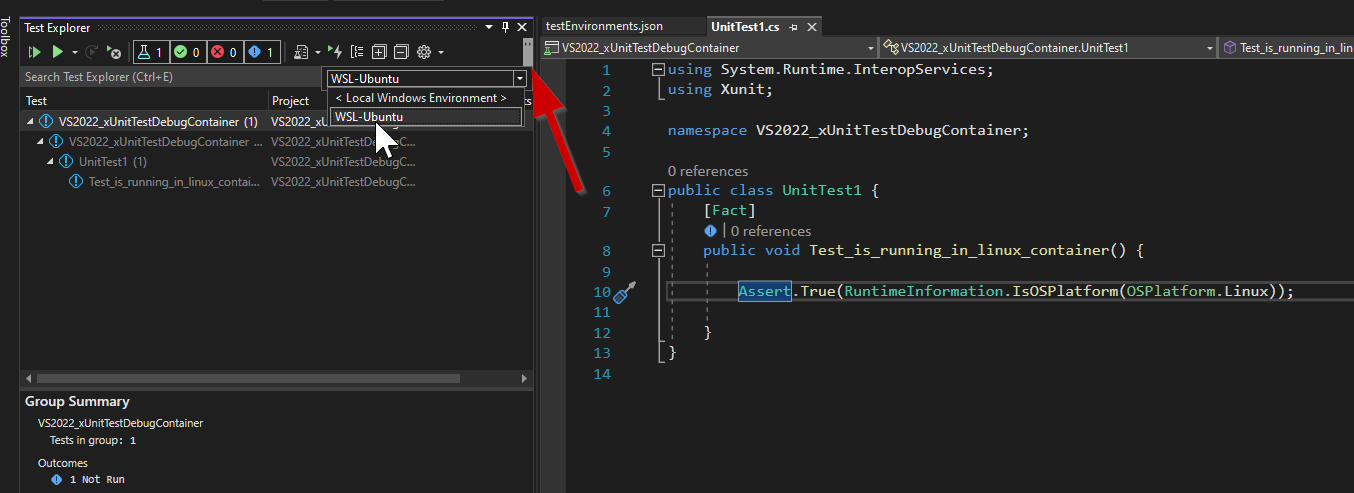 Toolbox
Test Explorer
1 0 0 1
Search Test Explorer (Ctrl+E)
WSL-Ubuntu
< Local Windows Environment >
WSL-Ubuntu
Test Project
VS2022_xUnitTestDebugContainer (1)
VS2022_xUnitTestDebugContainer ... VS2022_xUnitTestDebugC...
UnitTest1 (1) VS2022_xUnitTestDebugC...
Test_is_running_in_linux_contai... VS2022_xUnitTestDebugC...
Group Summary
VS2022_xUnitTestDebugContainer
Tests in group: 1
Outcomes
1 Not Run
testEnvironments.json UnitTest1.cs
VS2022_xUnitTestDebugContainer VS2022_xUnitTestDebugContainer.UnitTest1 Test_is_running_in_lin
1 using System.Runtime.InteropServices;
2 using Xunit;
3
4 namespace VS2022_xUnitTestDebugContainer;
5
0 references
6 public class UnitTest1 {
7 [Fact]
0 references
8 public void Test_is_running_in_linux_container() {
9
10 Assert.True(RuntimeInformation.IsOSPlatform(OSPlatform.Linux));
11
12 }
13 }
14